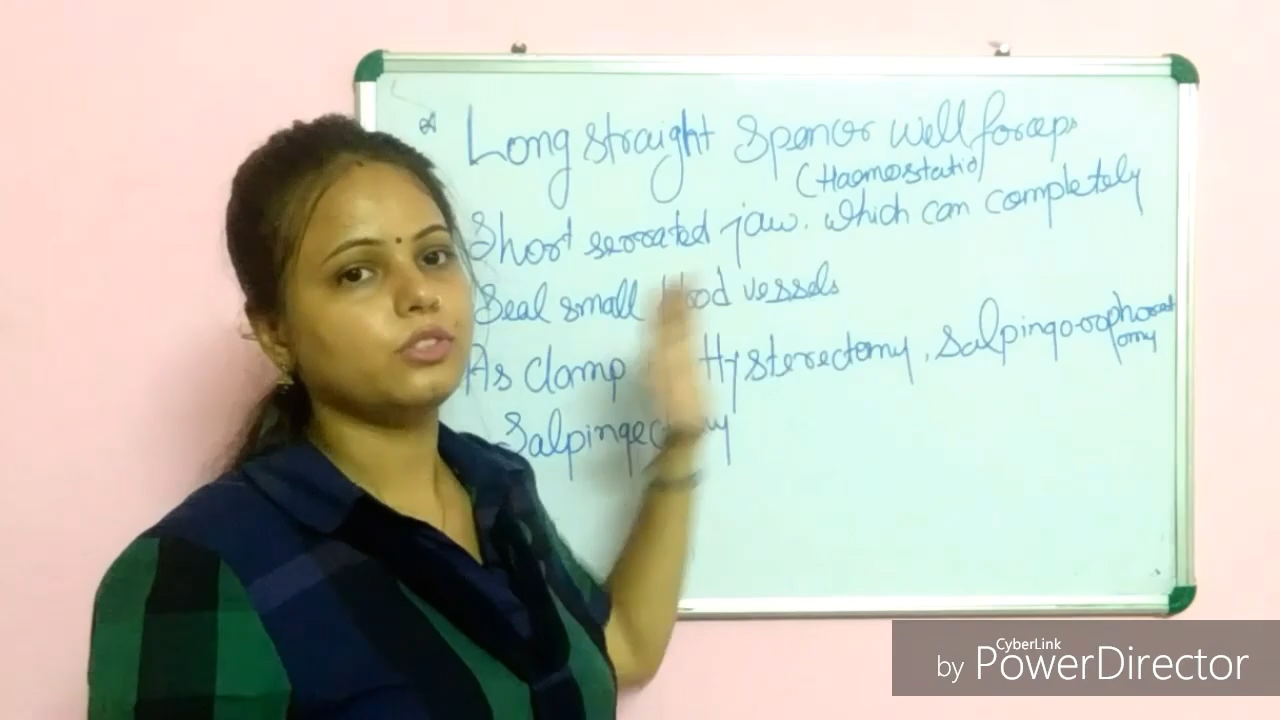 Long straight Spencer Well forceps
(Haemostatic)
Short serrated jaw. which can completely
Seal small blood vessels
As clamp Hysterectomy, Salpingo-oophorectomy
Salpingectomy
CyberLink
by PowerDirector